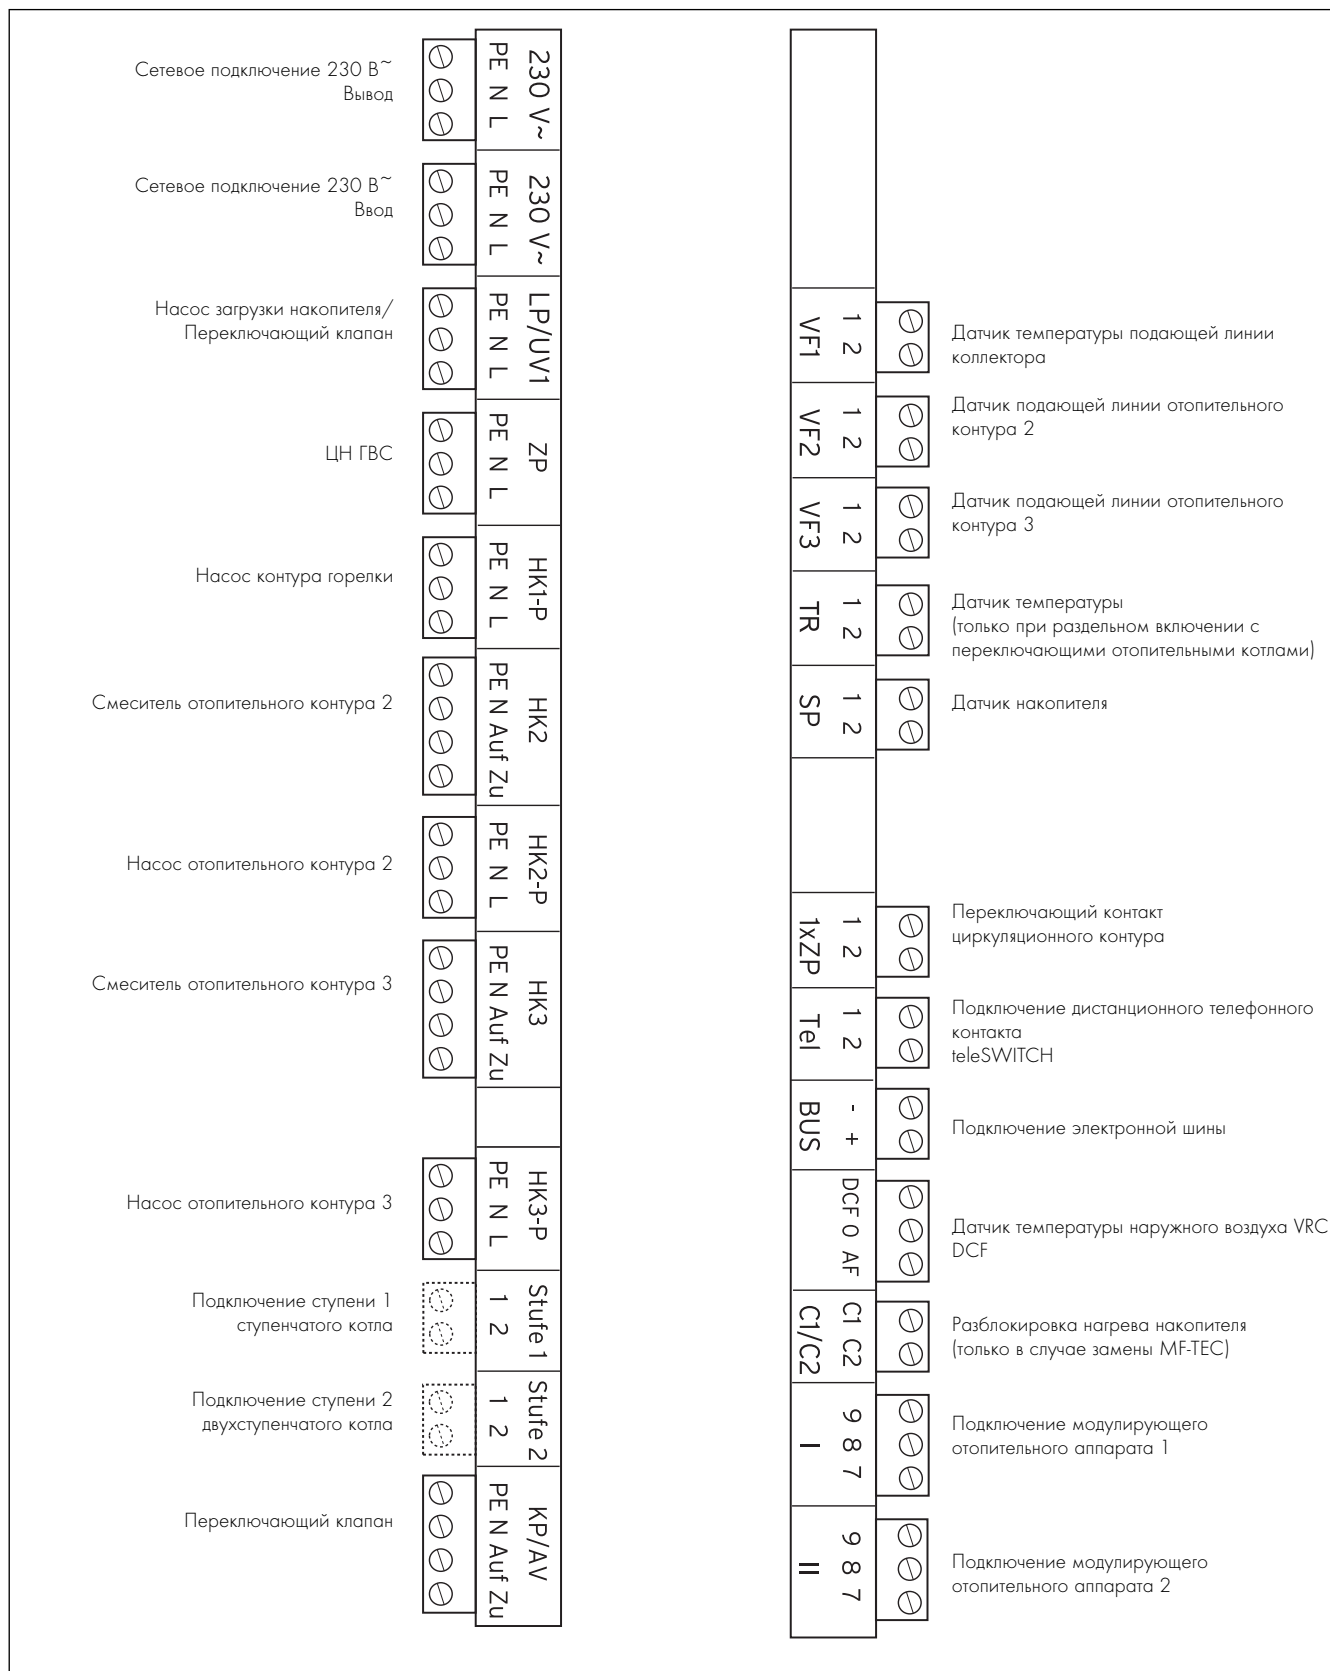 Сетевое подключение 230 В~
Вывод
PE N L
230 V~
Сетевое подключение 230 В~
Ввод
PE N L
230 V~
Насос загрузки накопителя/
Переключающий клапан
PE N L
LP/UV1
ЦН ГВС
PE N L
ZP
Насос контура горелки
PE N L
HK1-P
Смеситель отопительного контура 2
PE N Auf Zu
HK2
Насос отопительного контура 2
PE N L
HK2-P
Смеситель отопительного контура 3
PE N Auf Zu
HK3
Насос отопительного контура 3
PE N L
HK3-P
Подключение ступени 1
ступенчатого котла
1 2
Stufe 1
Подключение ступени 2
двухступенчатого котла
1 2
Stufe 2
Переключающий клапан
PE N Auf Zu
KP/AV
VF1
1 2
Датчик температуры подающей линии
коллектора
VF2
1 2
Датчик подающей линии отопительного
контура 2
VF3
1 2
Датчик подающей линии отопительного
контура 3
TR
1 2
Датчик температуры
(только при раздельном включении с
переключающими отопительными котлами)
SP
1 2
Датчик накопителя
1xZP
1 2
Переключающий контакт
циркуляционного контура
Tel
1 2
Подключение дистанционного телефонного
контакта
teleSWITCH
BUS
- +
Подключение электронной шины
DCF 0 AF
Датчик температуры наружного воздуха VRC
DCF
C1/C2
C1 C2
Разблокировка нагрева накопителя
(только в случае замены MF-TEC)
I
9 8 7
Подключение модулирующего
отопительного аппарата 1
II
9 8 7
Подключение модулирующего
отопительного аппарата 2